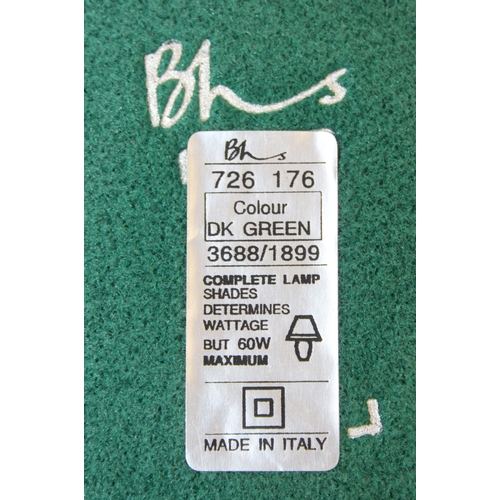 Bhs
Bhs
726 176
Colour
DK GREEN
3688/1899
COMPLETE LAMP
SHADES
DETERMINES
WATTAGE
BUT 60W
MAXIMUM
MADE IN ITALY